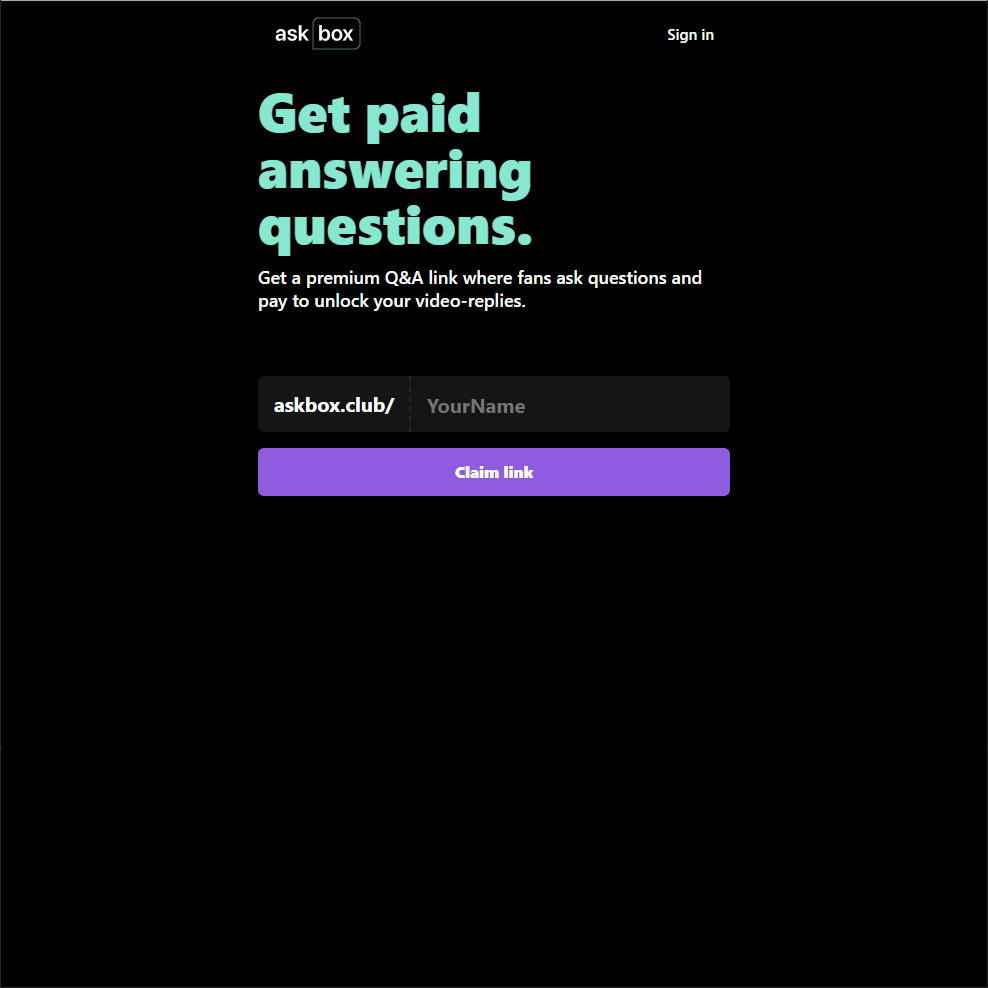 ask box
Sign in
Get paid
answering
questions.
Get a premium Q&A link where fans ask questions and
pay to unlock your video-replies.
askbox.club/
YourName
Claim link